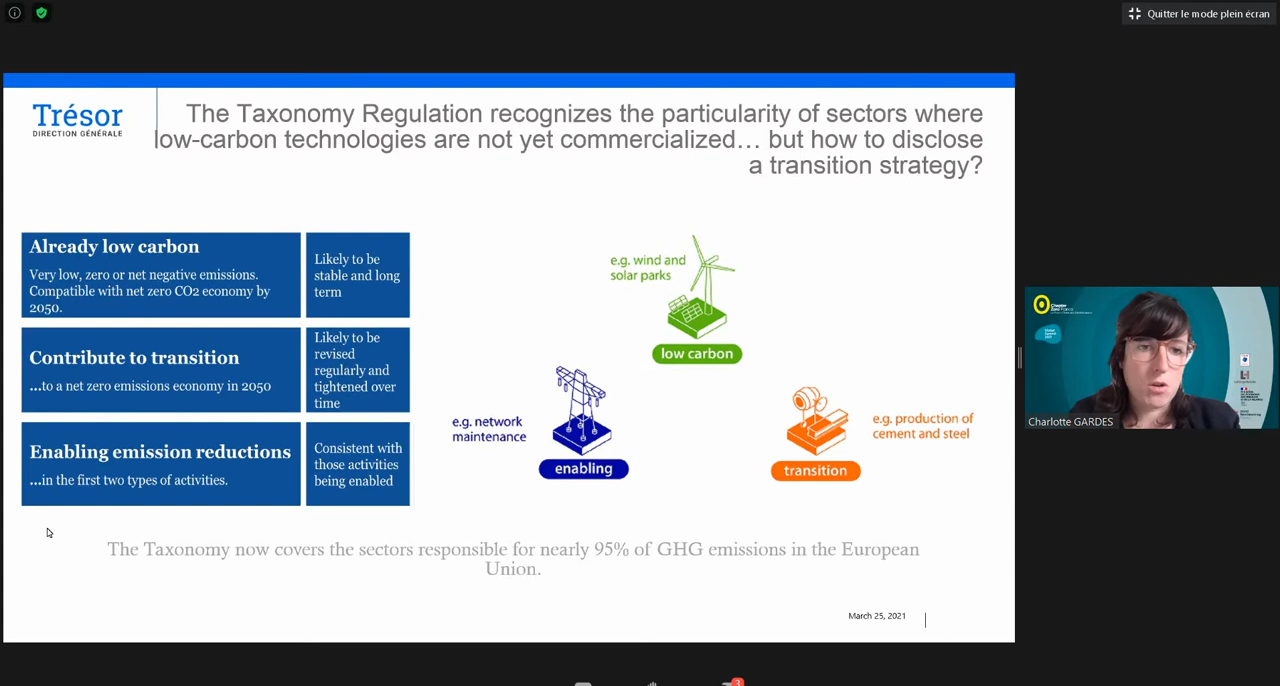 Quitter le mode plein écran
Trésor
DIRECTION GÉNÉRALE
The Taxonomy Regulation recognizes the particularity of sectors where
low-carbon technologies are not yet commercialized… but how to disclose
a transition strategy?
Already low carbon
Very low, zero or net negative emissions.
Compatible with net zero CO2 economy by
2050.
Likely to be
stable and long
term
Contribute to transition
…to a net zero emissions economy in 2050
Likely to be
revised
regularly and
tightened over
time
Enabling emission reductions
…in the first two types of activities.
Consistent with
those activities
being enabled
e.g. wind and
solar parks
low carbon
e.g. network
maintenance
enabling
e.g. production of
cement and steel
transition
The Taxonomy now covers the sectors responsible for nearly 95% of GHG emissions in the European
Union.
March 25, 2021
Chapter
Zero France
Charlotte GARDES
3